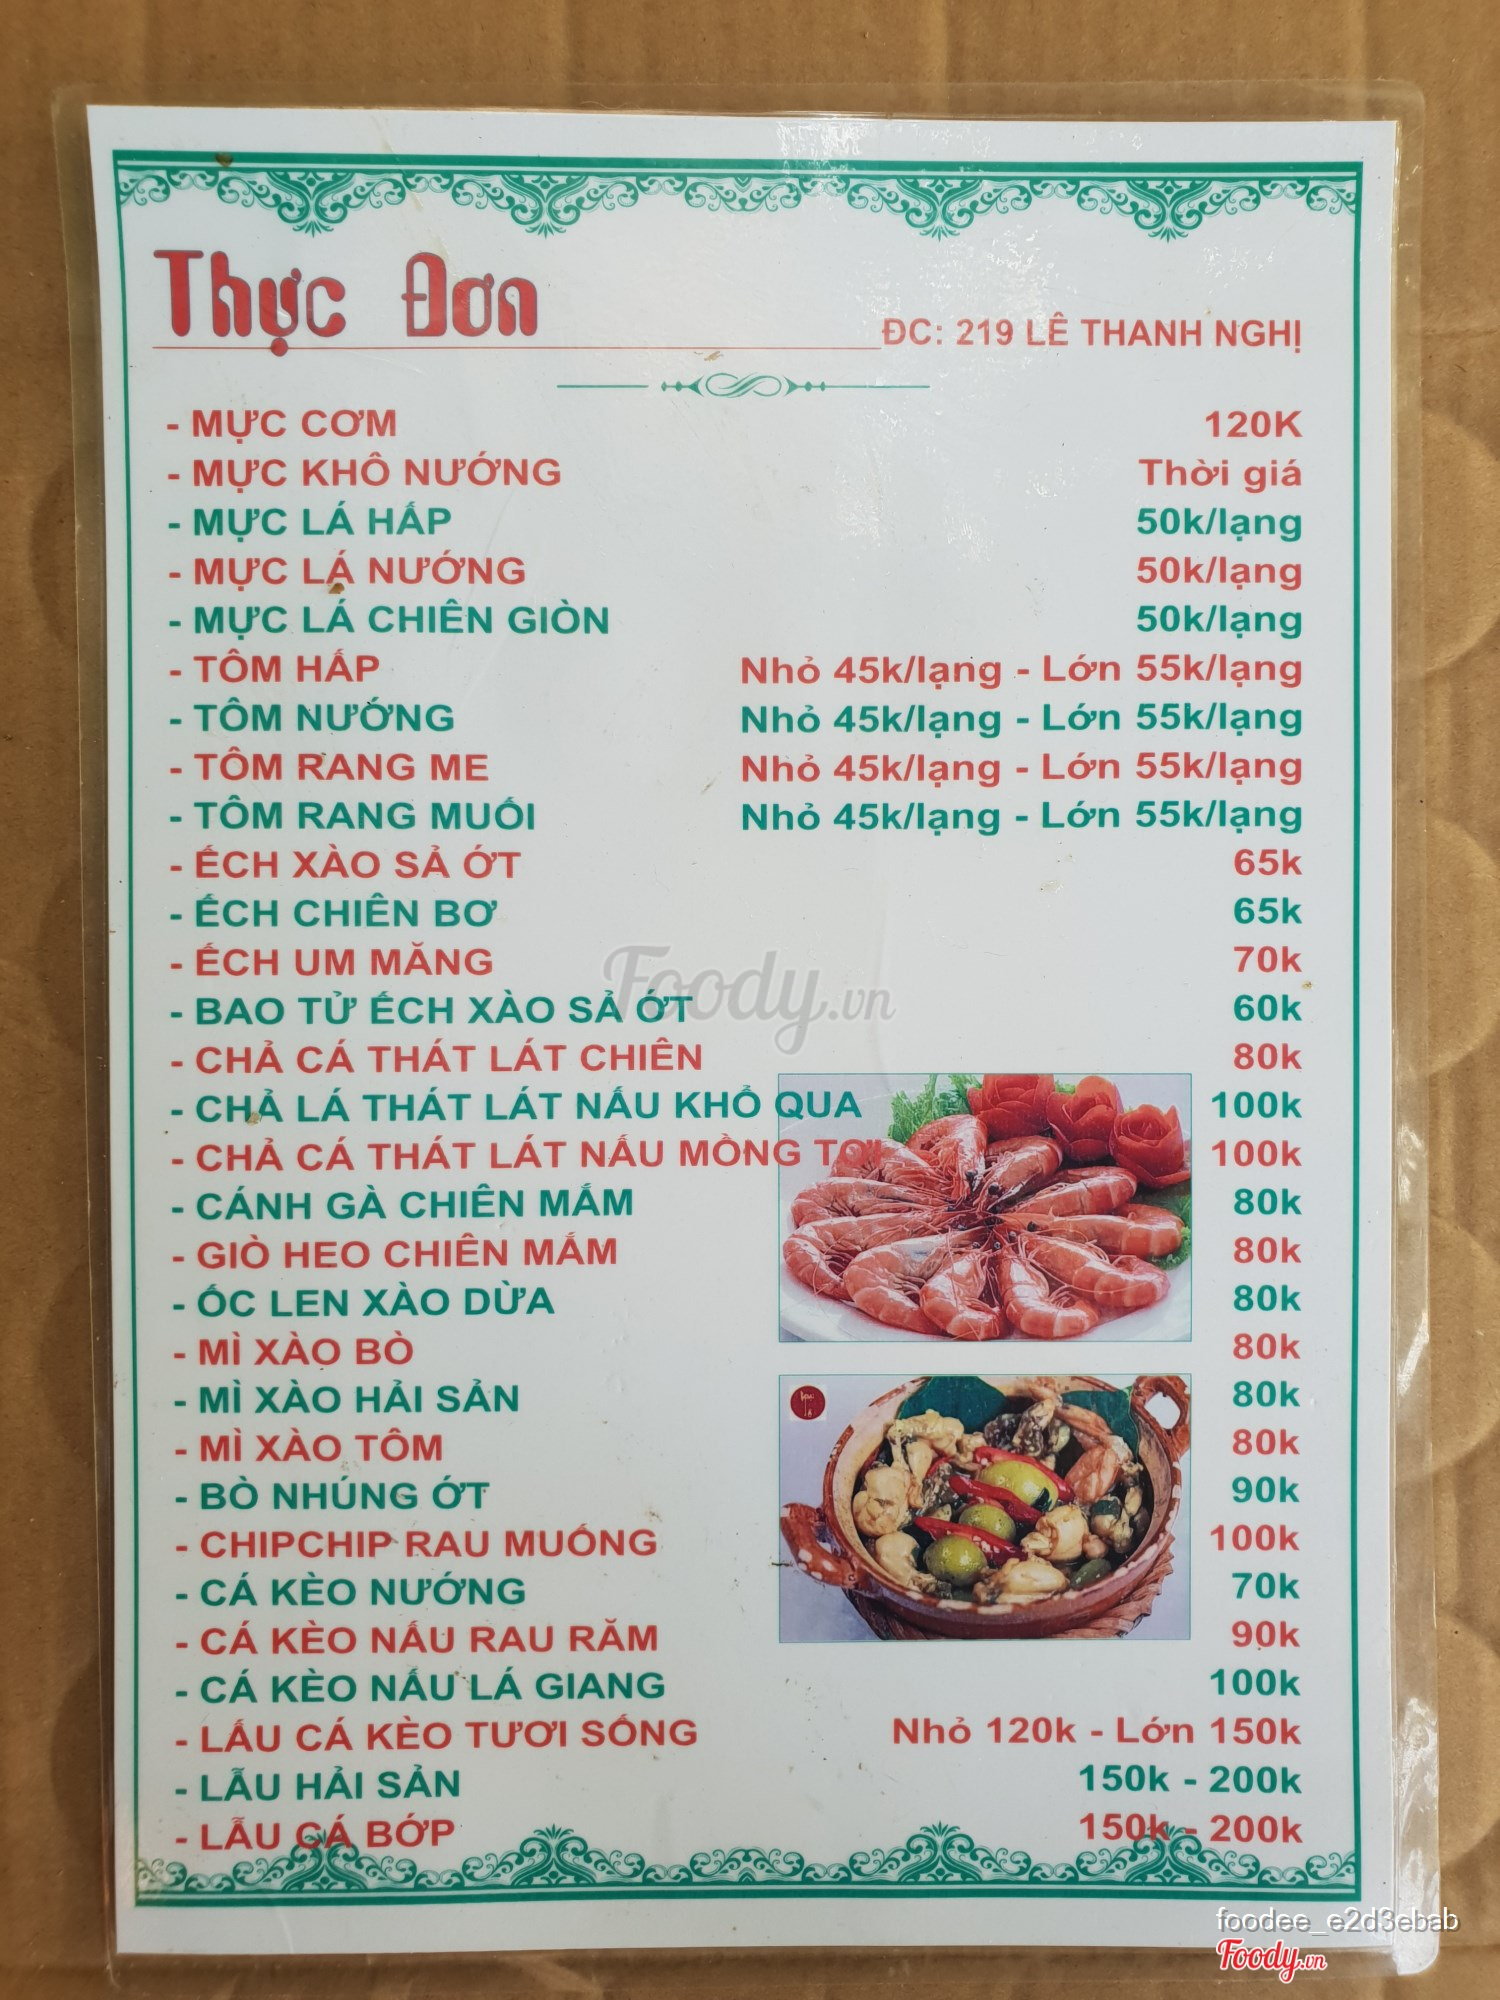 Thực Đơn
ĐC: 219 LÊ THANH NGHỊ
- MỰC CƠM 120K
- MỰC KHÔ NƯỚNG Thời giá
- MỰC LÁ HẤP 50k/lạng
- MỰC LÁ NƯỚNG 50k/lạng
- MỰC LÁ CHIÊN GIÒN 50k/lạng
- TÔM HẤP Nhỏ 45k/lạng - Lớn 55k/lạng
- TÔM NƯỚNG Nhỏ 45k/lạng - Lớn 55k/lạng
- TÔM RANG ME Nhỏ 45k/lạng - Lớn 55k/lạng
- TÔM RANG MUỐI Nhỏ 45k/lạng - Lớn 55k/lạng
- ẾCH XÀO SẢ ỚT 65k
- ẾCH CHIÊN BƠ 65k
- ẾCH UM MĂNG 70k
- BAO TỬ ẾCH XÀO SẢ ỚT 60k
- CHẢ CÁ THÁT LÁT CHIÊN 80k
- CHẢ LÁ THÁT LÁT NẤU KHỔ QUA 100k
- CHẢ CÁ THÁT LÁT NẤU MỒNG TƠI 100k
- CÁNH GÀ CHIÊN MẮM 80k
- GIÒ HEO CHIÊN MẮM 80k
- ỐC LEN XÀO DỪA 80k
- MÌ XÀO BÒ 80k
- MÌ XÀO HẢI SẢN 80k
- MÌ XÀO TÔM 80k
- BÒ NHÚNG ỚT 90k
- CHIPCHIP RAU MUỐNG 100k
- CÁ KÈO NƯỚNG 70k
- CÁ KÈO NẤU RAU RĂM 90k
- CÁ KÈO NẤU LÁ GIANG 100k
- LẤU CÁ KÈO TƯƠI SỐNG Nhỏ 120k - Lớn 150k
- LẪU HẢI SẢN 150k - 200k
- LẪU CÁ BỚP 150k - 200k
Foody.vn
foodee_e2d3ebab
Foody.vn